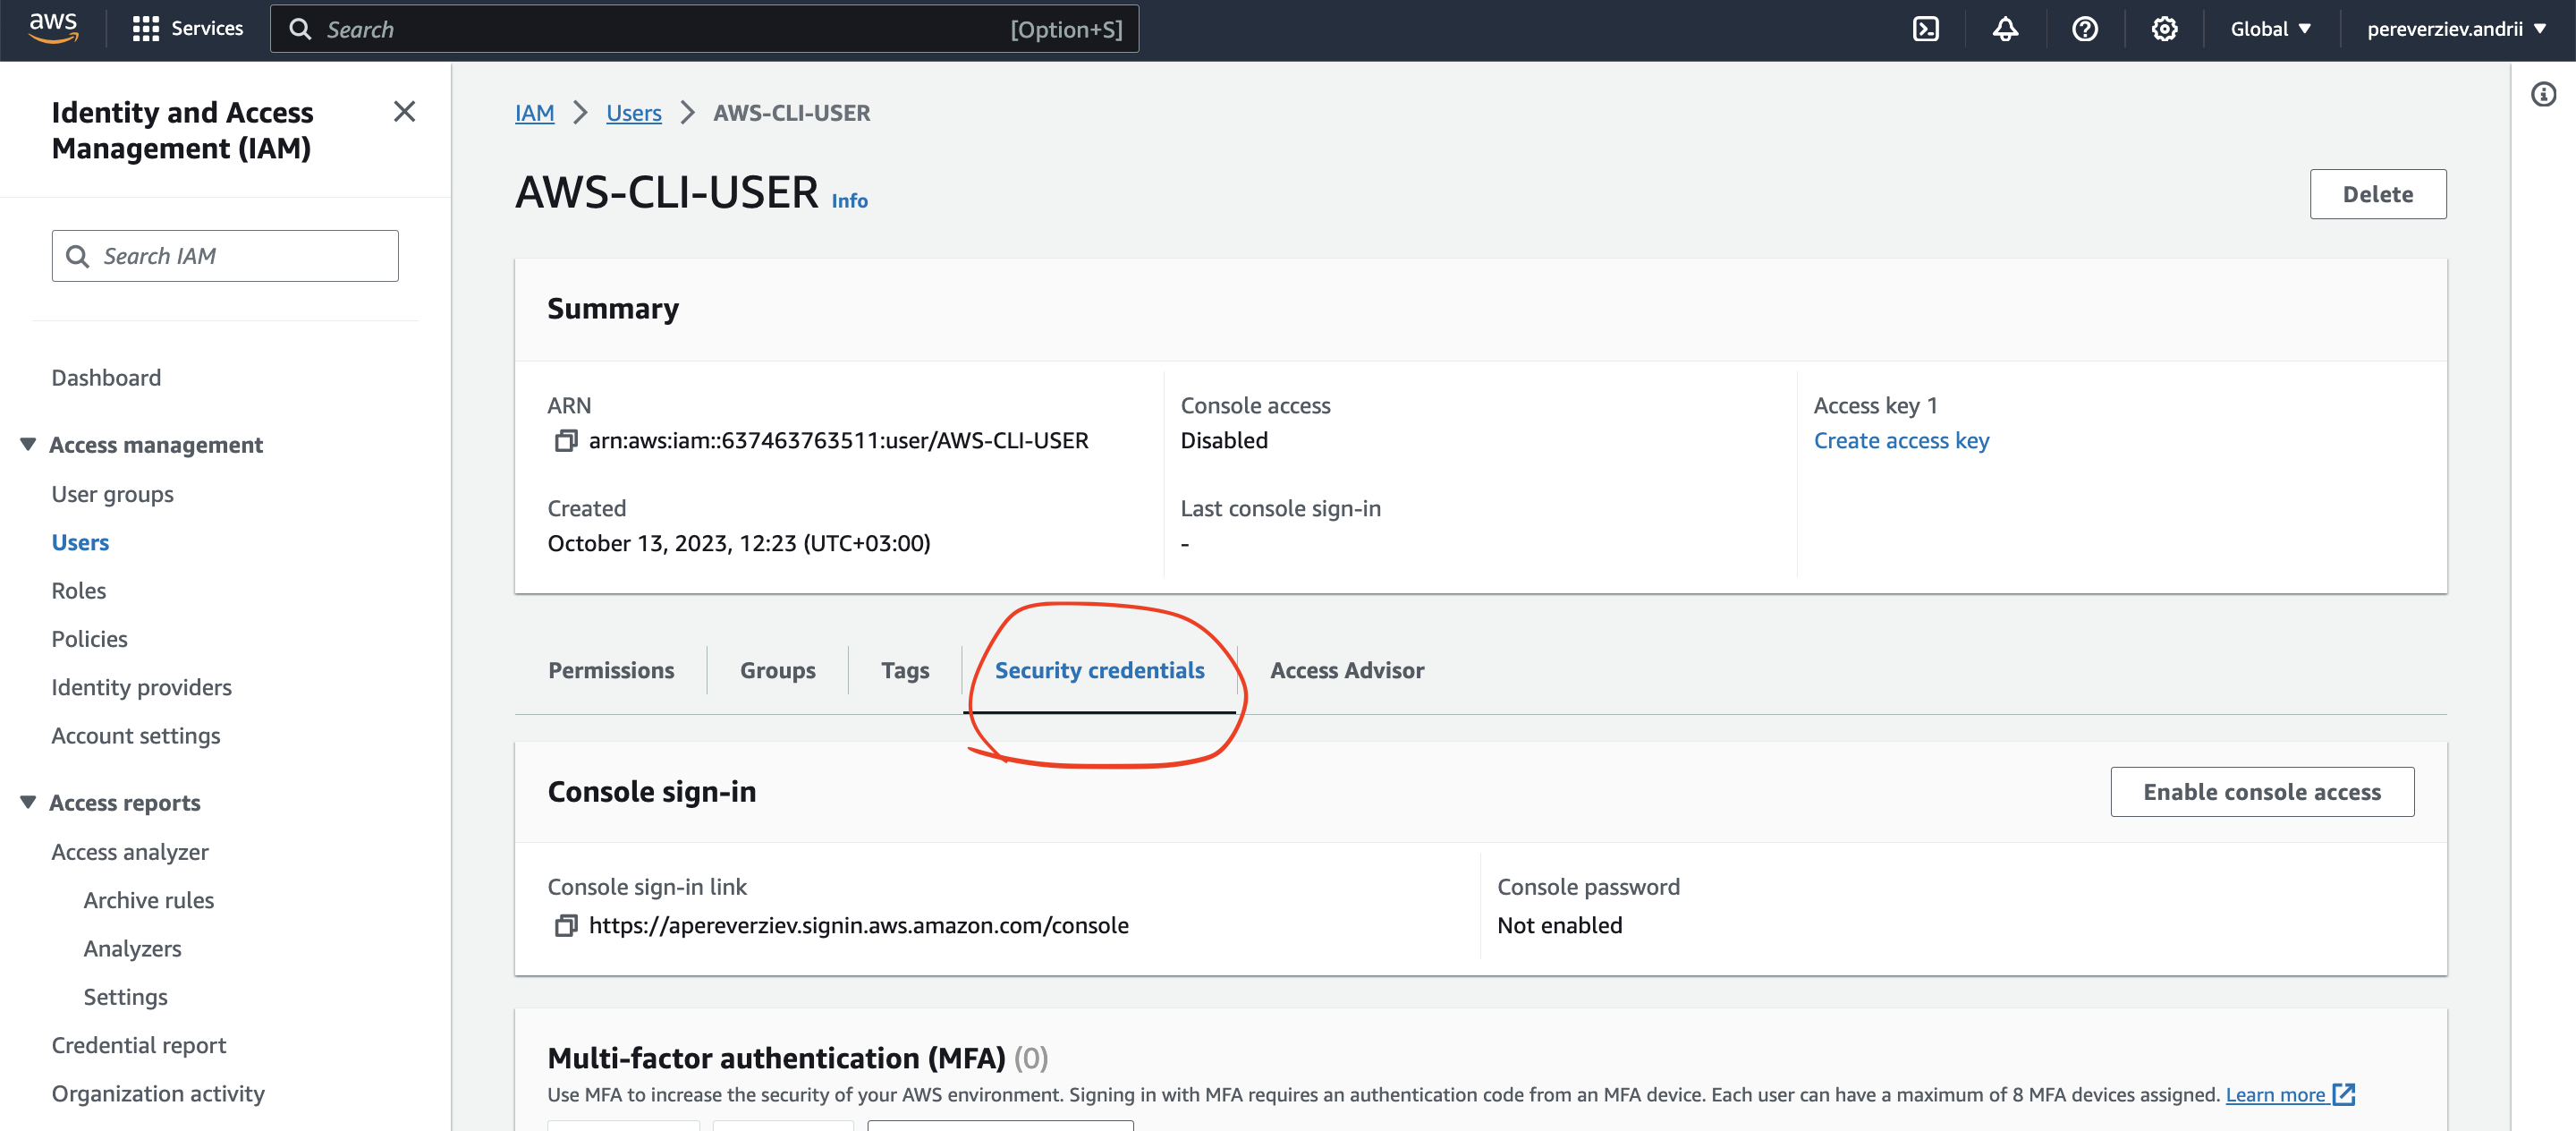 aws
Services
Search
[Option+S]
Global
pereverziev.andrii
Identity and Access
Management (IAM)
Search IAM
Dashboard
Access management
User groups
Users
Roles
Policies
Identity providers
Account settings
Access reports
Access analyzer
Archive rules
Analyzers
Settings
Credential report
Organization activity
IAM > Users > AWS-CLI-USER
AWS-CLI-USER Info
Delete
Summary
ARN
arn:aws:iam::637463763511:user/AWS-CLI-USER
Created
October 13, 2023, 12:23 (UTC+03:00)
Console access
Disabled
Last console sign-in
-
Access key 1
Create access key
Permissions
Groups
Tags
Security credentials
Access Advisor
Console sign-in
Enable console access
Console sign-in link
https://apereverziev.signin.aws.amazon.com/console
Console password
Not enabled
Multi-factor authentication (MFA) (0)
Use MFA to increase the security of your AWS environment. Signing in with MFA requires an authentication code from an MFA device. Each user can have a maximum of 8 MFA devices assigned. Learn more